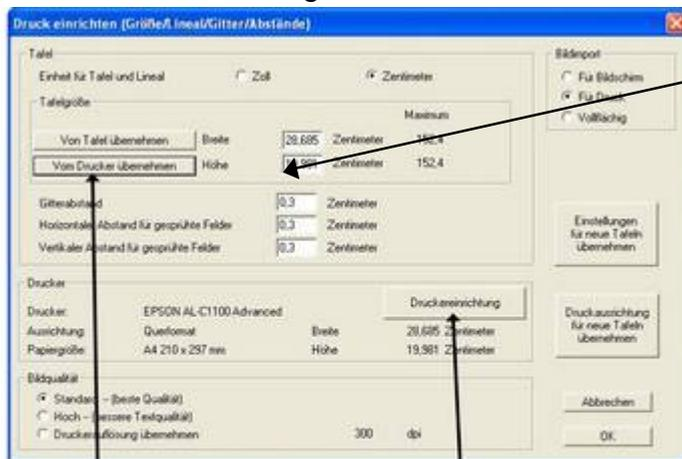 Druck einrichten (Größe/Lineal/Gitter/Abstände)
Tafel
Einheit für Tafel und Lineal
Zoll
Zentimeter
Tafelgröße
Maximum
Von Tafel übernehmen
Breite
28,685 Zentimeter
152,4
Vom Drucker übernehmen
Höhe
Zentimeter
152,4
Gitterabstand
0,3
Zentimeter
Horizontaler Abstand für gesprühte Felder
0,3
Zentimeter
Vertikaler Abstand für gesprühte Felder
0,3
Zentimeter
Bildimport
Für Bildschirm
Für Druck
Vollflächig
Einstellungen
für neue Tafeln
übernehmen
Drucker
Drucker:
EPSON AL-C1100 Advanced
Druckereinrichtung
Ausrichtung:
Querformat
Breite
28,685 Zentimeter
Papiergröße:
A4 210 x 297 mm
Höhe
19,981 Zentimeter
Druckausrichtung
für neue Tafeln
übernehmen
Bildqualität
Standard – (beste Qualität)
Hoch – (bessere Textqualität)
Druckerauflösung übernehmen
300
dpi
Abbrechen
OK